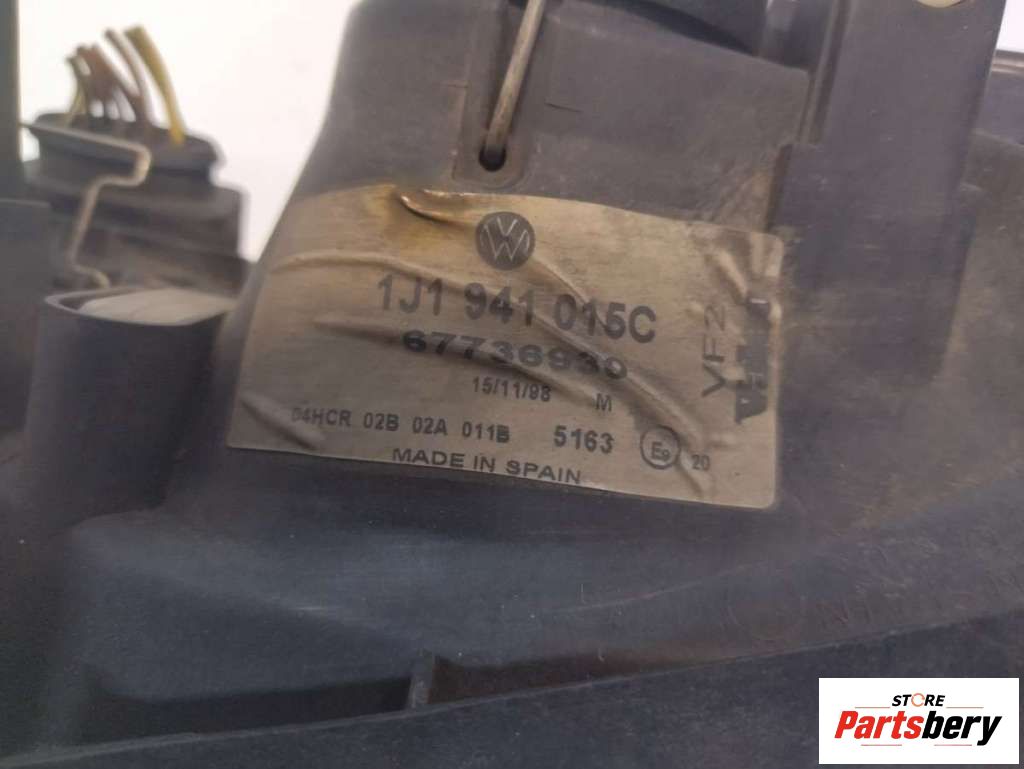 1J1 941 015C
67736930
15/11/98 M
04HCR 02B 02A 011B 5163 E9 20
MADE IN SPAIN
VF2
STORE
Partsbery